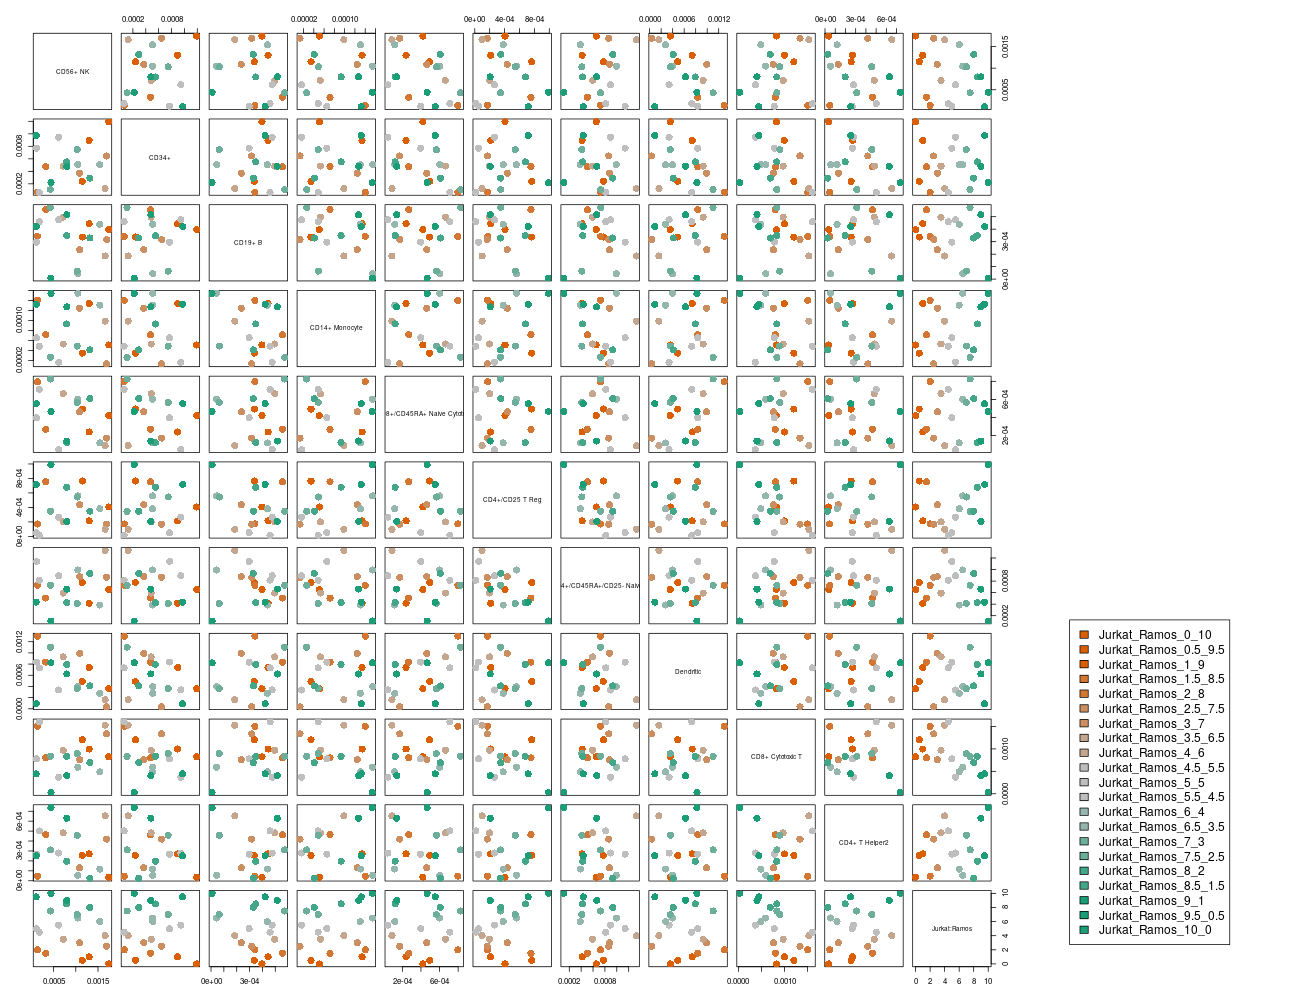 0.0002 0.0008 0.00002 0.00010 0e+00 4e-04 8e-04 0.0000 0.0006 0.0012 0e+00 3e-04 6e-04
CD56+ NK
0.0005 0.0015
CD34+
0.0002 0.0008
CD19+ B
0e+00 3e-04
CD14+ Monocyte
0.00002 0.00010
8+/CD45RA+ Naive Cytot
2e-04 6e-04
CD4+/CD25 T Reg
0e+00 4e-04 8e-04
4+/CD45RA+/CD25- Naiv
0.0002 0.0008
Dendritic
0.0000 0.0006 0.0012
CD8+ Cytotoxic T
0.0000 0.0010
CD4+ T Helper2
0e+00 3e-04 6e-04
Jurkat:Ramos
0 2 4 6 8 10
0.0005 0.0015 0e+00 3e-04 2e-04 6e-04 0.0002 0.0008 0.0000 0.0010 0 2 4 6 8 10
Jurkat_Ramos_0_10
Jurkat_Ramos_0.5_9.5
Jurkat_Ramos_1_9
Jurkat_Ramos_1.5_8.5
Jurkat_Ramos_2_8
Jurkat_Ramos_2.5_7.5
Jurkat_Ramos_3_7
Jurkat_Ramos_3.5_6.5
Jurkat_Ramos_4_6
Jurkat_Ramos_4.5_5.5
Jurkat_Ramos_5_5
Jurkat_Ramos_5.5_4.5
Jurkat_Ramos_6_4
Jurkat_Ramos_6.5_3.5
Jurkat_Ramos_7_3
Jurkat_Ramos_7.5_2.5
Jurkat_Ramos_8_2
Jurkat_Ramos_8.5_1.5
Jurkat_Ramos_9_1
Jurkat_Ramos_9.5_0.5
Jurkat_Ramos_10_0